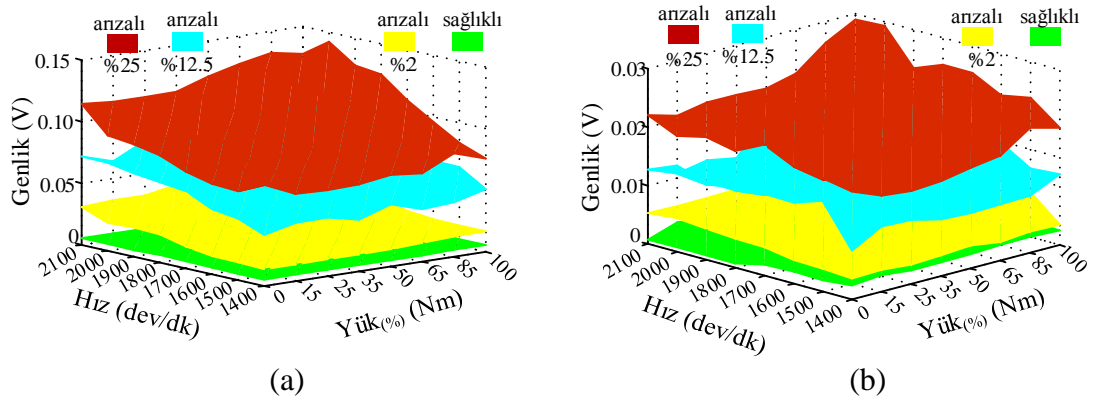 arızalı arızalı arızalı sağlıklı
%25 %12.5 %2
0.15
0.10
0.05
0
Genlik (V)
2100 2000 1900 1800 1700 1600 1500 1400
Hız (dev/dk)
0 15 25 35 50 65 85 100
Yük(%) (Nm)
(a)
arızalı arızalı arızalı sağlıklı
%25 %12.5 %2
0.03
0.02
0.01
0
Genlik (V)
2100 2000 1900 1800 1700 1600 1500 1400
Hız (dev/dk)
0 15 25 35 50 65 85 100
Yük(%) (Nm)
(b)